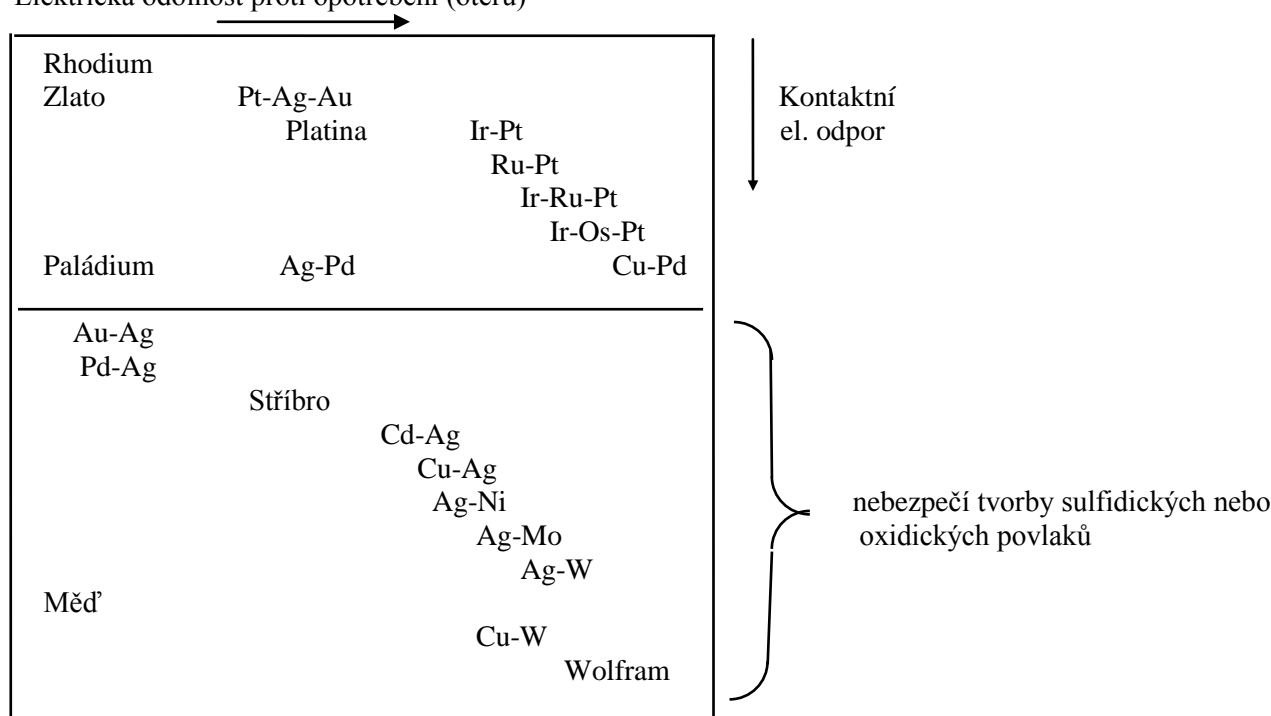 Elektrická odolnost proti opotřebení (otěru)
Rhodium
Zlato Pt-Ag-Au Kontaktní
Platina Ir-Pt el. odpor
Ru-Pt
Ir-Ru-Pt
Ir-Os-Pt
Paládium Ag-Pd Cu-Pd
Au-Ag
Pd-Ag
Stříbro
Cd-Ag
Cu-Ag
Ag-Ni nebezpečí tvorby sulfidických nebo
Ag-Mo oxidických povlaků
Ag-W
Měď
Cu-W
Wolfram